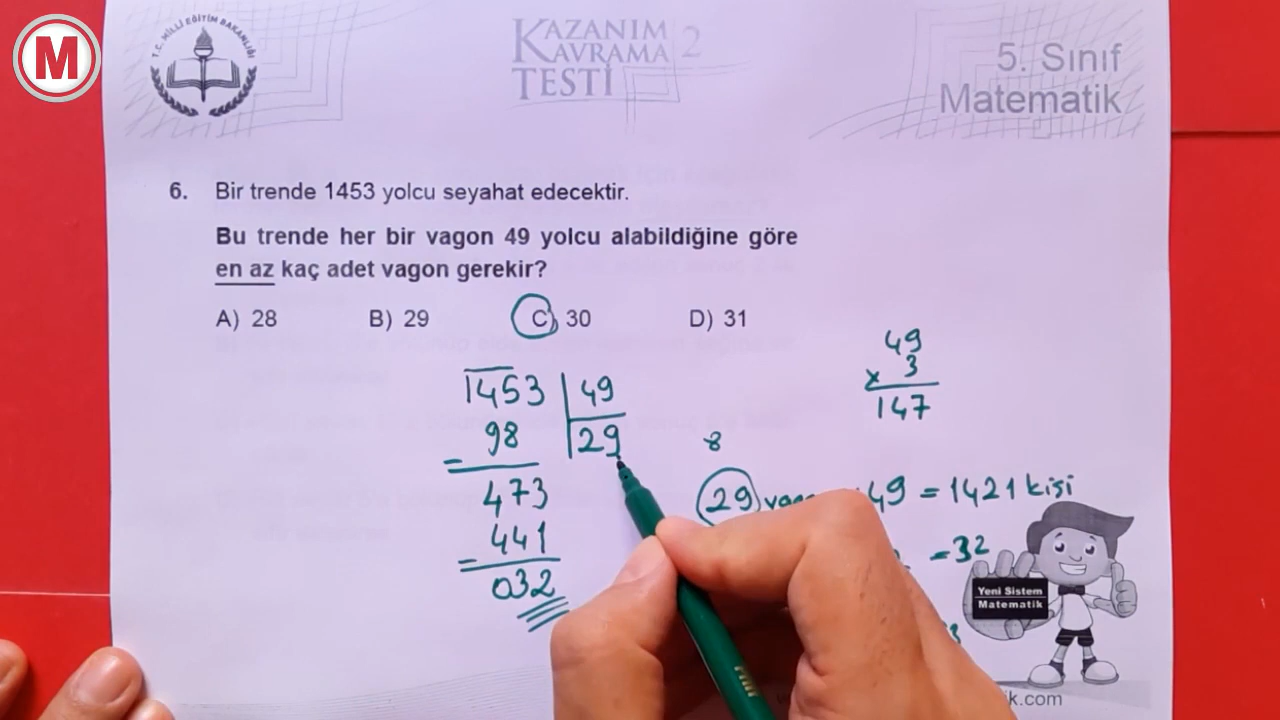 M
T.C. MİLLİ EĞİTİM BAKANLIĞI
KAZANIM
KAVRAMA 2
TESTİ
5. Sınıf
Matematik
6. Bir trende 1453 yolcu seyahat edecektir.
Bu trende her bir vagon 49 yolcu alabildiğine göre
en az kaç adet vagon gerekir?
A) 28 B) 29 C) 30 D) 31
49
x 3
147
1453 49
98 29
473
441
032
8
29 49 = 1421 kişi
= 32
3
Yeni Sistem
Matematik
k.com